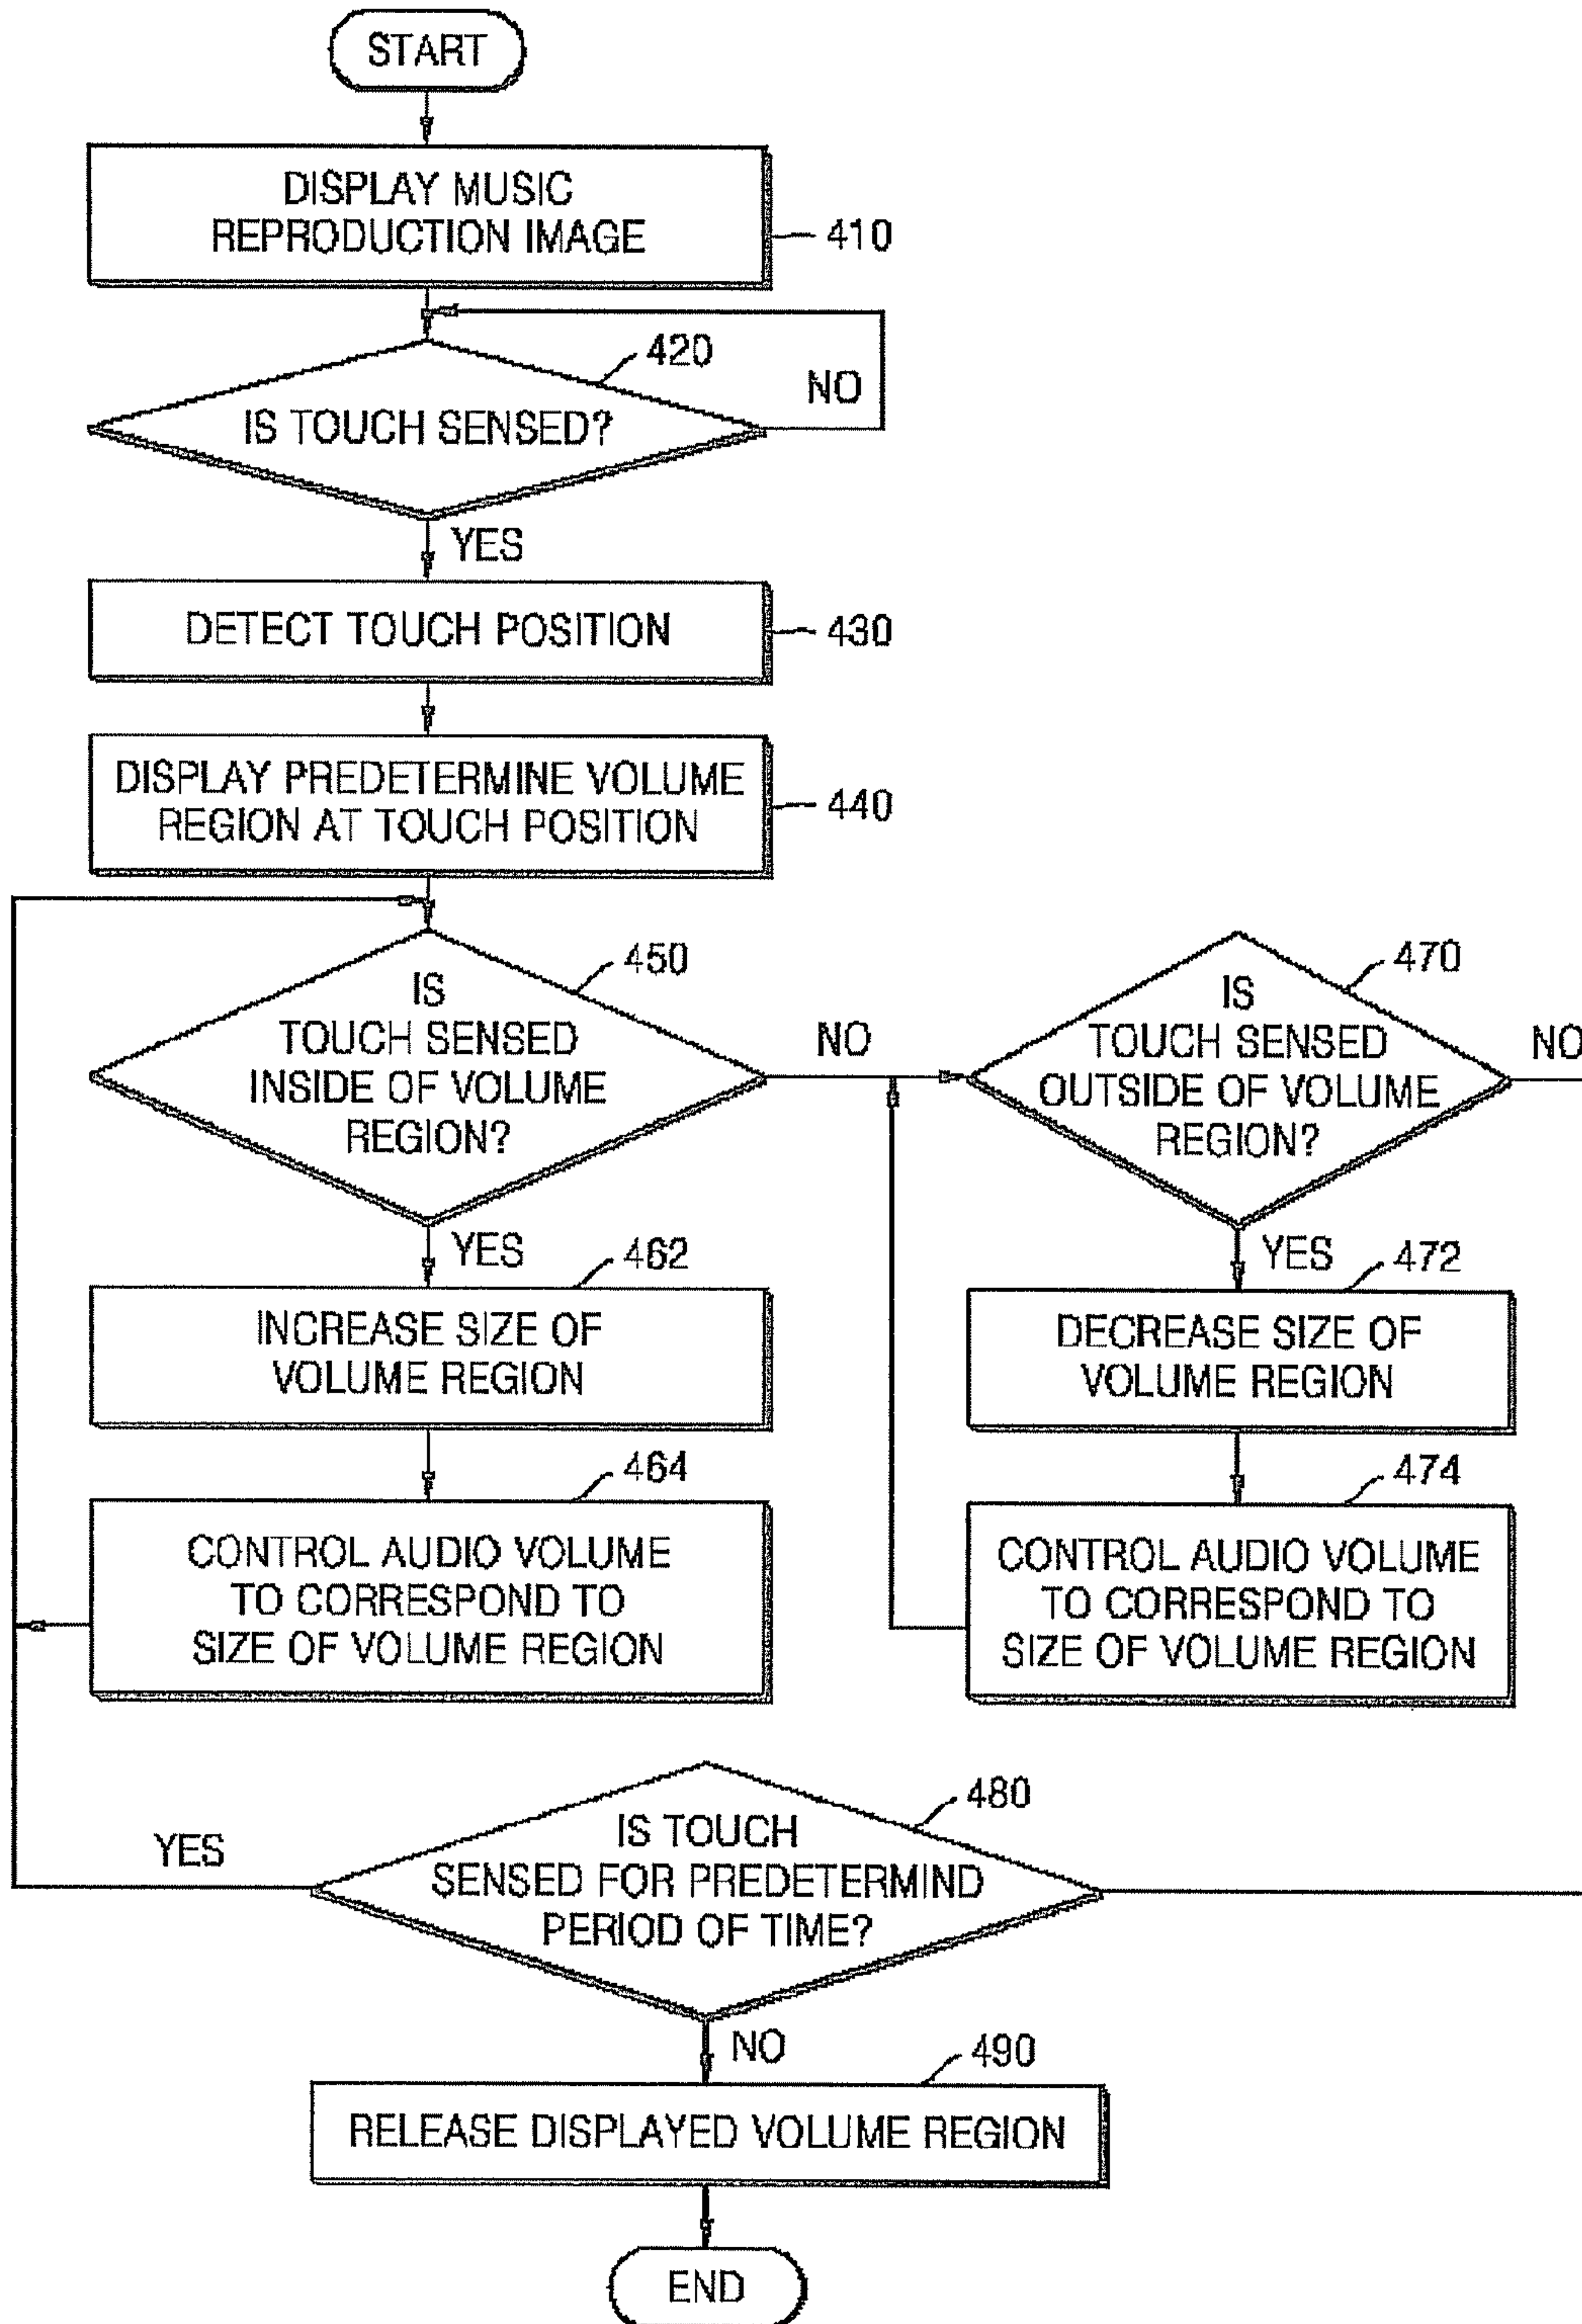 START
DISPLAY MUSIC
REPRODUCTION IMAGE
410
420
NO
IS TOUCH SENSED?
YES
DETECT TOUCH POSITION
430
DISPLAY PREDETERMINE VOLUME
REGION AT TOUCH POSITION
440
450
IS
TOUCH SENSED
INSIDE OF VOLUME
REGION?
NO
470
IS
TOUCH SENSED
OUTSIDE OF VOLUME
REGION?
NO
YES
462
INCREASE SIZE OF
VOLUME REGION
YES
472
DECREASE SIZE OF
VOLUME REGION
464
CONTROL AUDIO VOLUME
TO CORRESPOND TO
SIZE OF VOLUME REGION
474
CONTROL AUDIO VOLUME
TO CORRESPOND TO
SIZE OF VOLUME REGION
480
YES
IS TOUCH
SENSED FOR PREDETERMIND
PERIOD OF TIME?
NO
490
RELEASE DISPLAYED VOLUME REGION
END